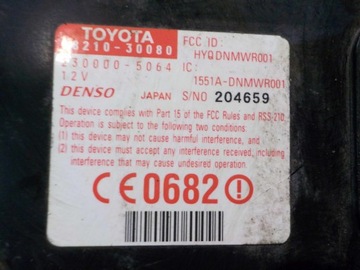 TOYOTA
FCC ID:
8210-30080
HYQDNMWR001
230000-5064
IC:
12V
1551A-DNMWR001
DENSO
JAPAN
S/NO 204659
This device complies with Part 15 of the FCC Rules and RSS-210.
Operation is subject to the following two conditions:
(1) this device may not cause harmful interference, and
(2) this device must accept any interference received,
including interference that may cause undesired operation.
CE0682!